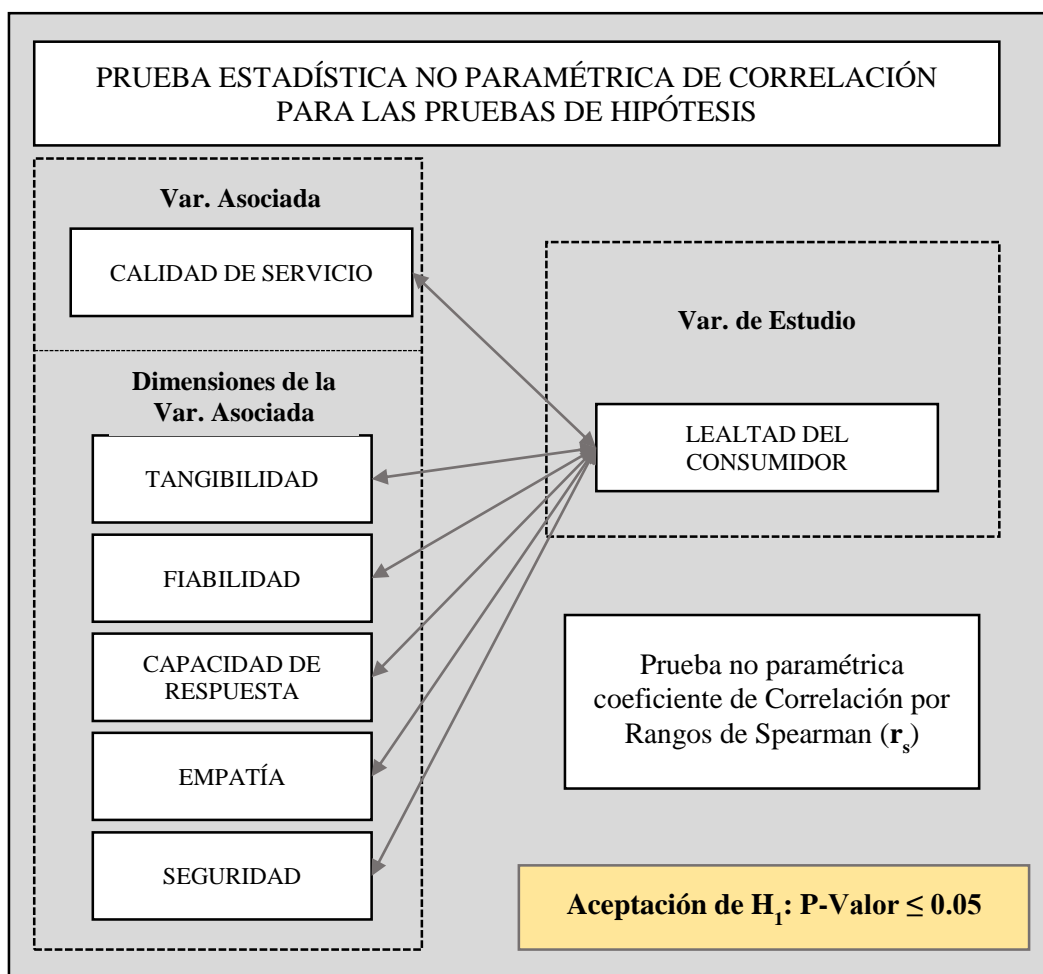 PRUEBA ESTADÍSTICA NO PARAMÉTRICA DE CORRELACIÓN
PARA LAS PRUEBAS DE HIPÓTESIS
Var. Asociada
CALIDAD DE SERVICIO
Dimensiones de la
Var. Asociada
TANGIBILIDAD
FIABILIDAD
CAPACIDAD DE
RESPUESTA
EMPATÍA
SEGURIDAD
Var. de Estudio
LEALTAD DEL
CONSUMIDOR
Prueba no paramétrica
coeficiente de Correlación por
Rangos de Spearman (rₛ)
Aceptación de H₁: P-Valor ≤ 0.05